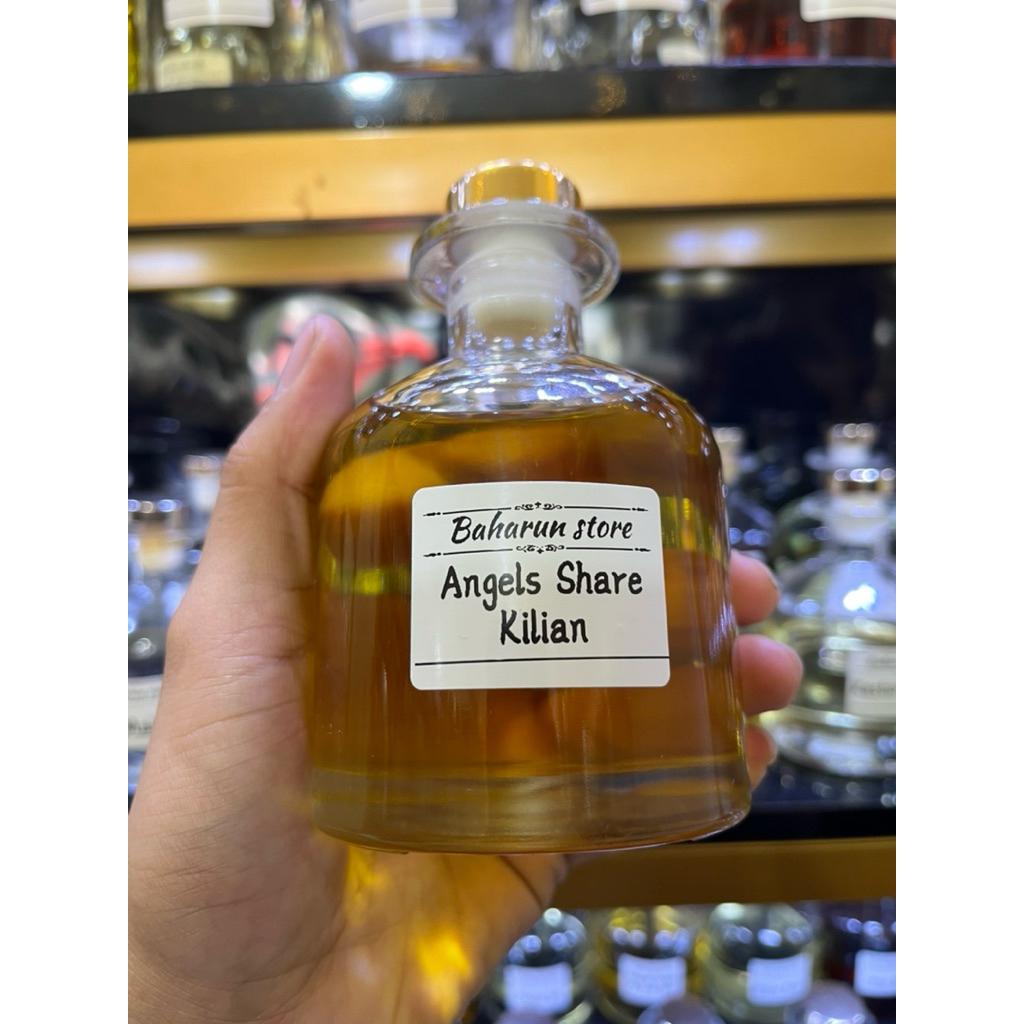 Baharun store
Angels Share
Kilian